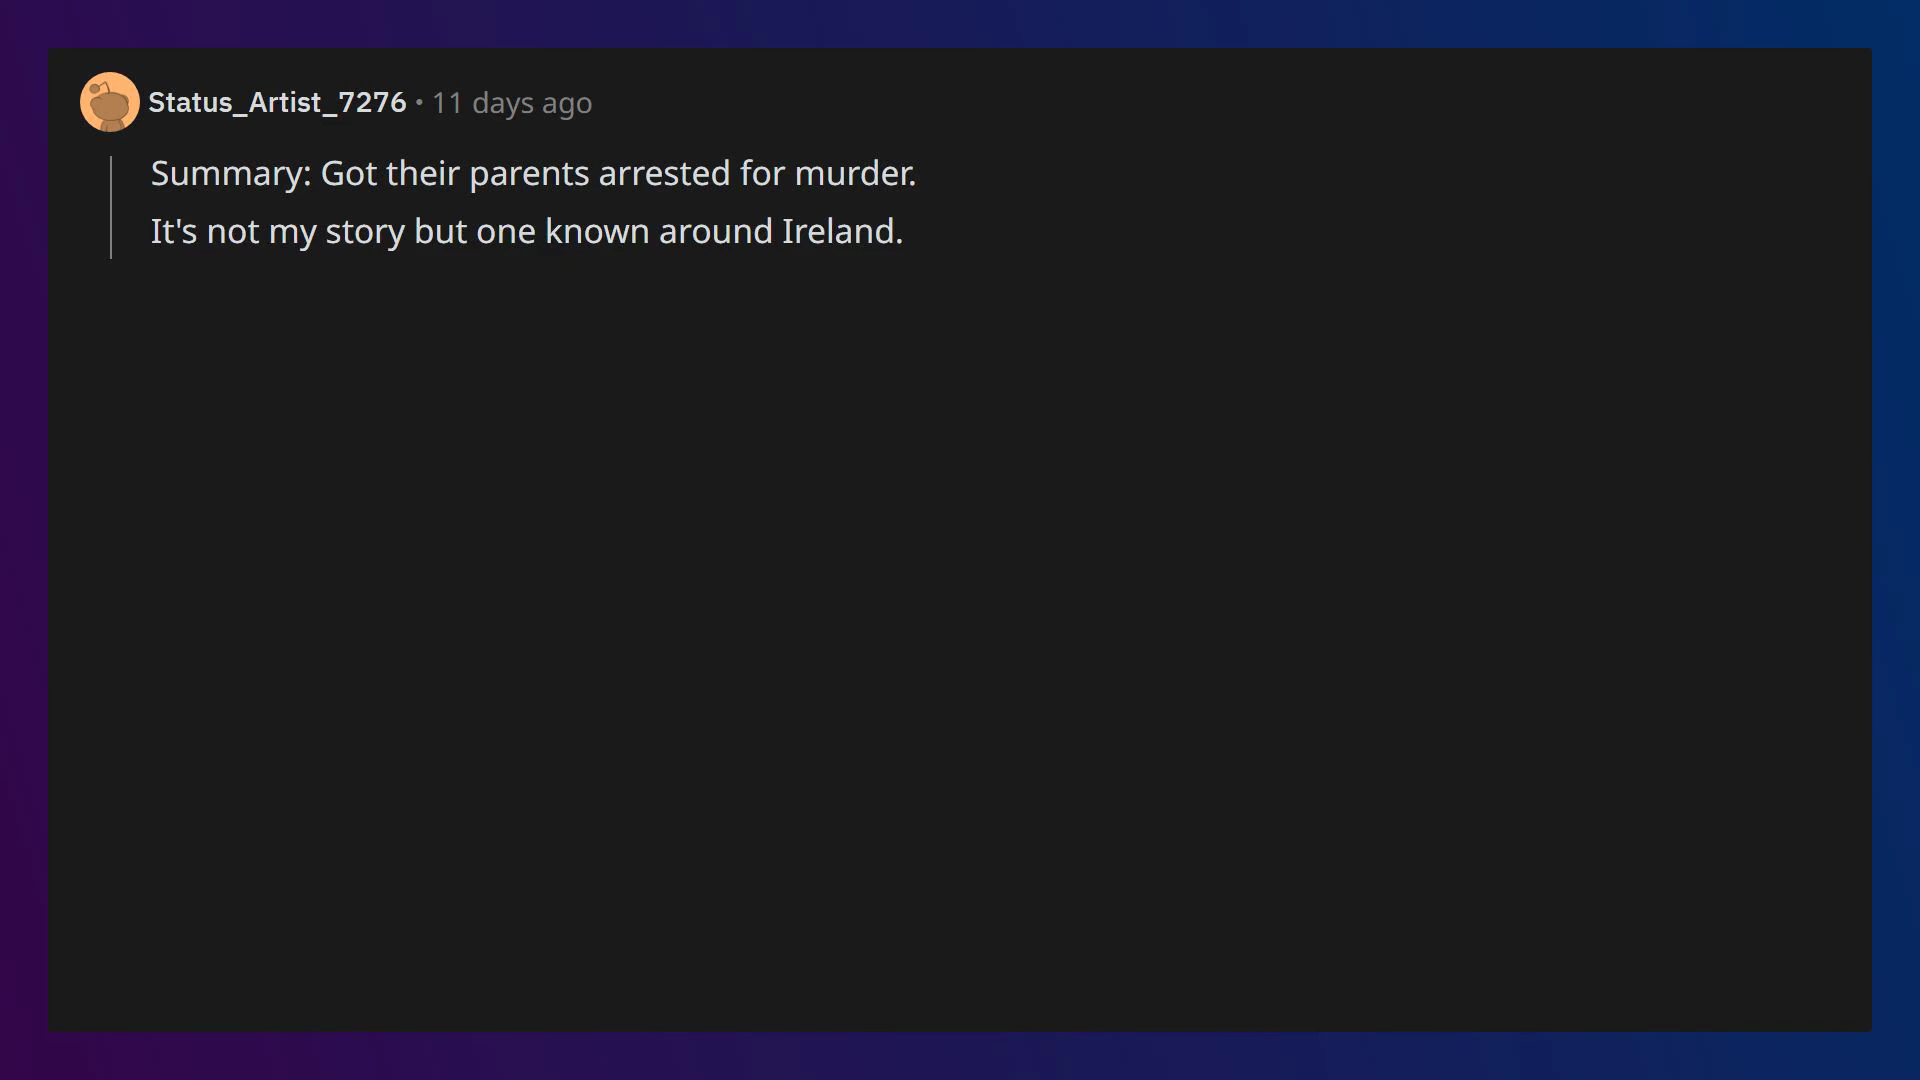 Status_Artist_7276 • 11 days ago
Summary: Got their parents arrested for murder.
It's not my story but one known around Ireland.